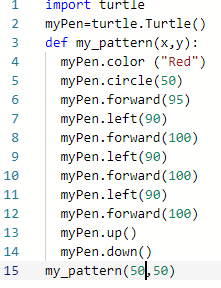 1 import turtle
2 myPen=turtle.Turtle()
3 def my_pattern(x,y):
4 myPen.color ("Red")
5 myPen.circle(50)
6 myPen.forward(95)
7 myPen.left(90)
8 myPen.forward(100)
9 myPen.left(90)
10 myPen.forward(100)
11 myPen.left(90)
12 myPen.forward(100)
13 myPen.up()
14 myPen.down()
15 my_pattern(50,50)